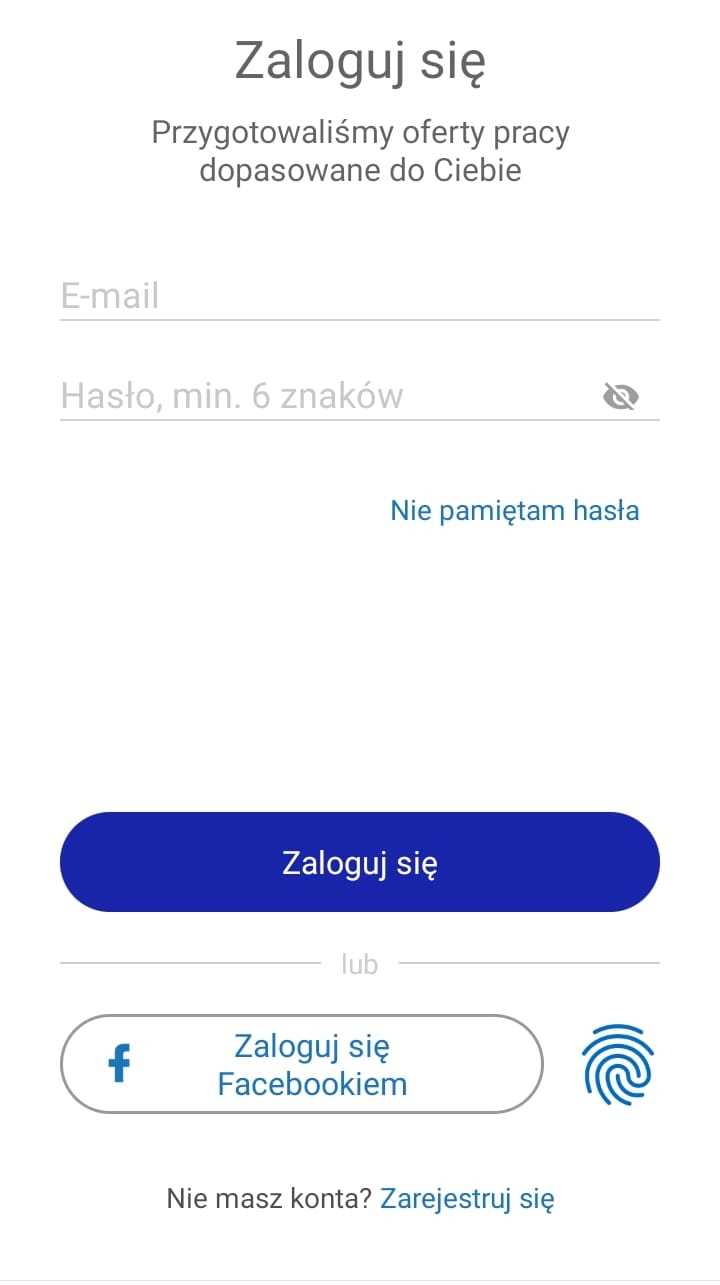 Zaloguj się
Przygotowaliśmy oferty pracy
dopasowane do Ciebie
E-mail
Hasło, min. 6 znaków
Nie pamiętam hasła
Zaloguj się
lub
Zaloguj się
Facebookiem
Nie masz konta? Zarejestruj się